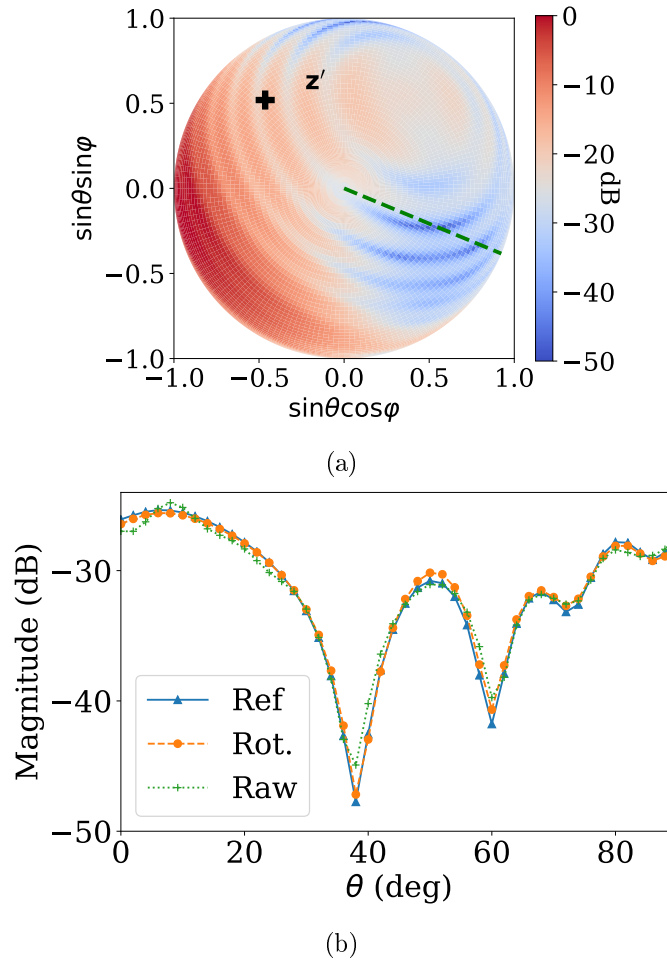 0
1.0
−10
z′
0.5
−20
0.0
dB
sinθsinφ
−30
−0.5
−40
−1.0
−50
−1.0 −0.5 0.0 0.5 1.0
sinθcosφ
(a)
−30
−40
−50
Magnitude (dB)
Ref
Rot.
Raw
0 20 40 60 80
θ (deg)
(b)